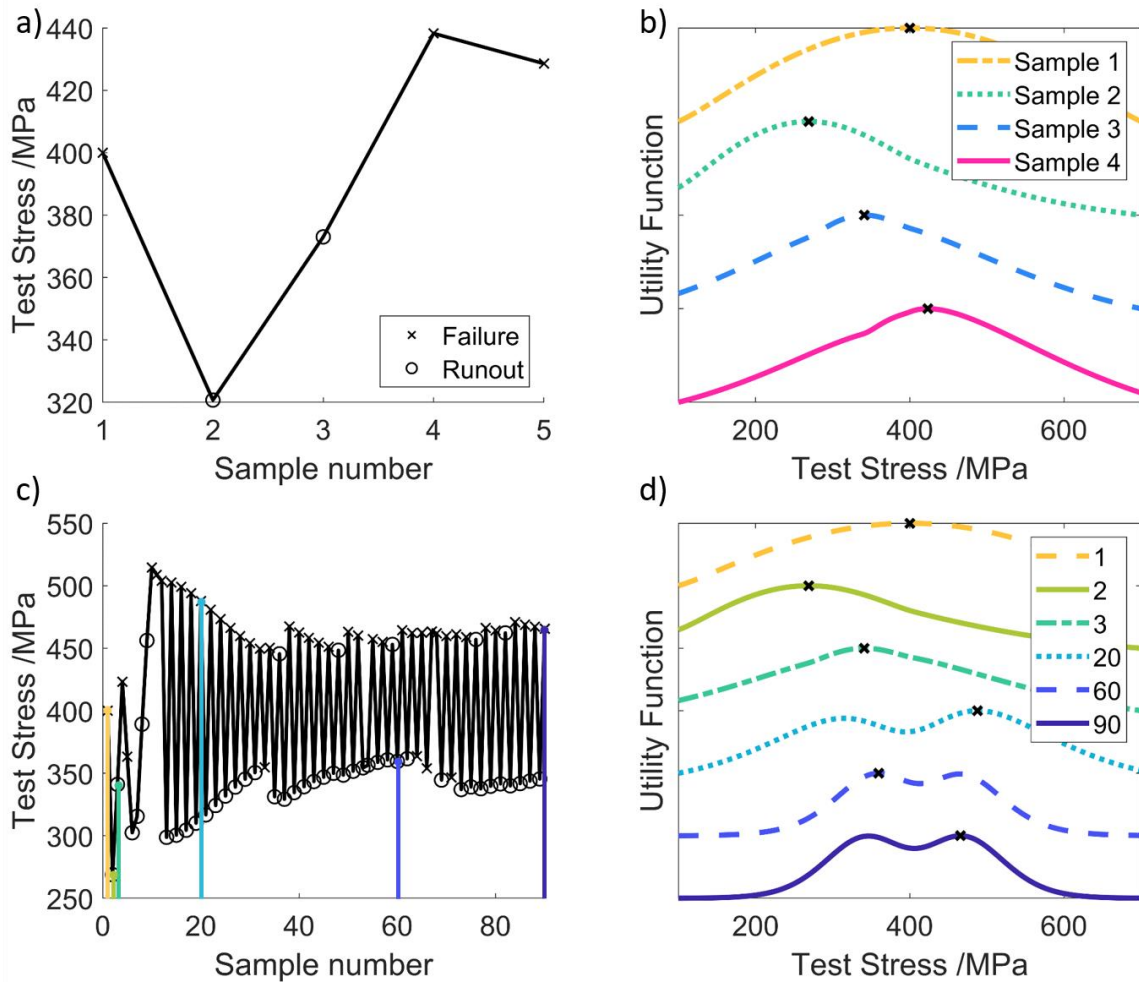 a)
440
420
400
380
360
340
320
Test Stress /MPa
Failure
Runout
1
2
3
4
5
Sample number
b)
Utility Function
Sample 1
Sample 2
Sample 3
Sample 4
200
400
600
Test Stress /MPa
c)
550
500
450
400
350
300
250
Test Stress /MPa
0
20
40
60
80
Sample number
d)
Utility Function
1
2
3
20
60
90
200
400
600
Test Stress /MPa